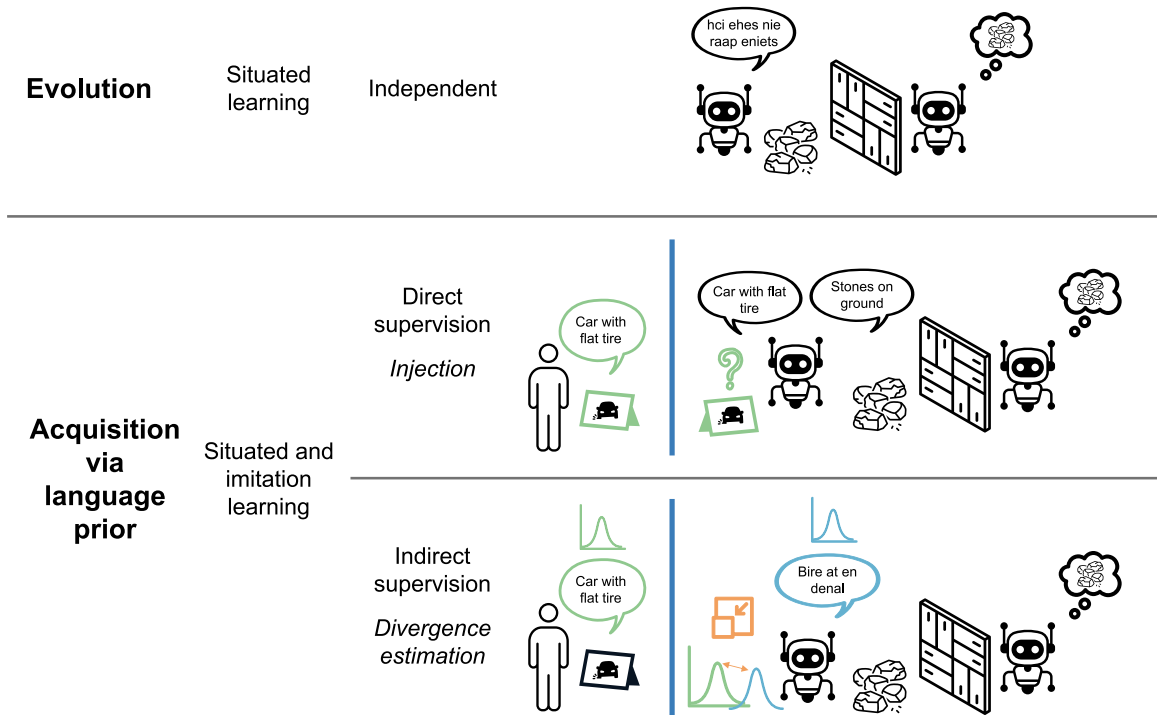 hci ehes nie
raap eniets
Evolution
Situated
learning
Independent
Direct
supervision
Injection
Car with
flat tire
Car with flat
tire
Stones on
ground
Acquisition
via
language
prior
Situated and
imitation
learning
Indirect
supervision
Divergence
estimation
Car with
flat tire
Bire at en
denal